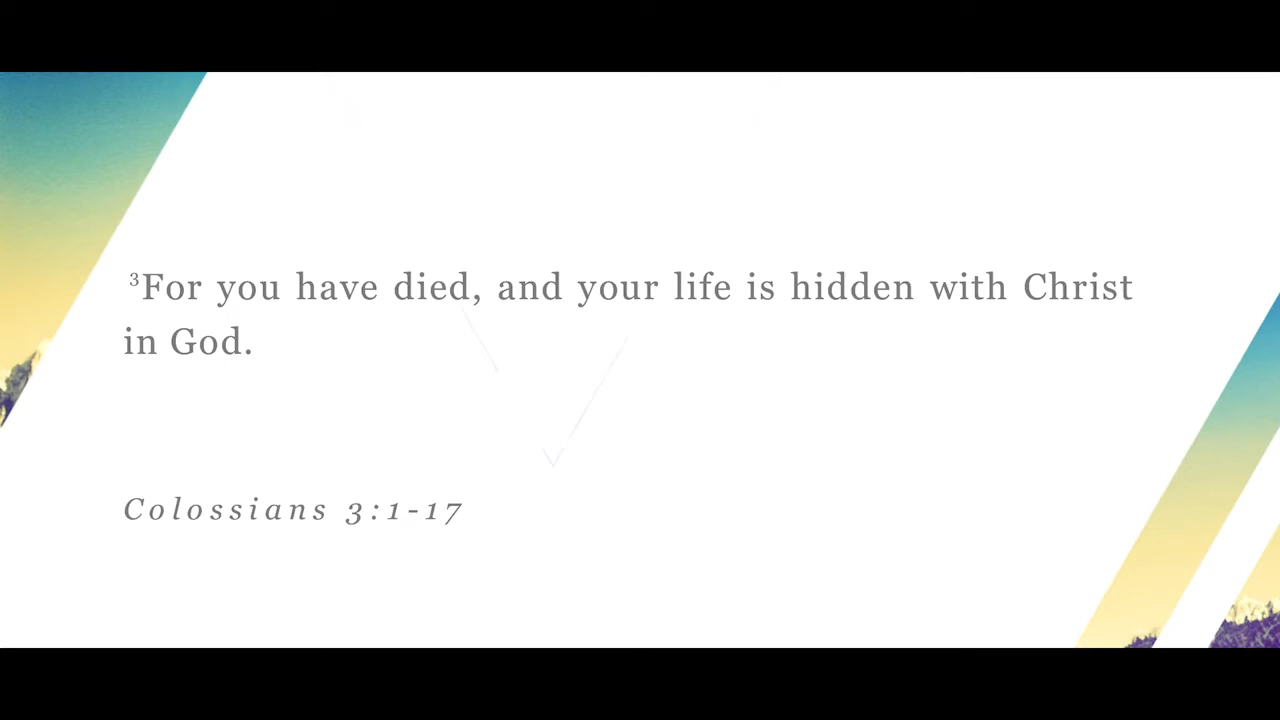 ³For you have died, and your life is hidden with Christ
in God.
Colossians 3:1-17